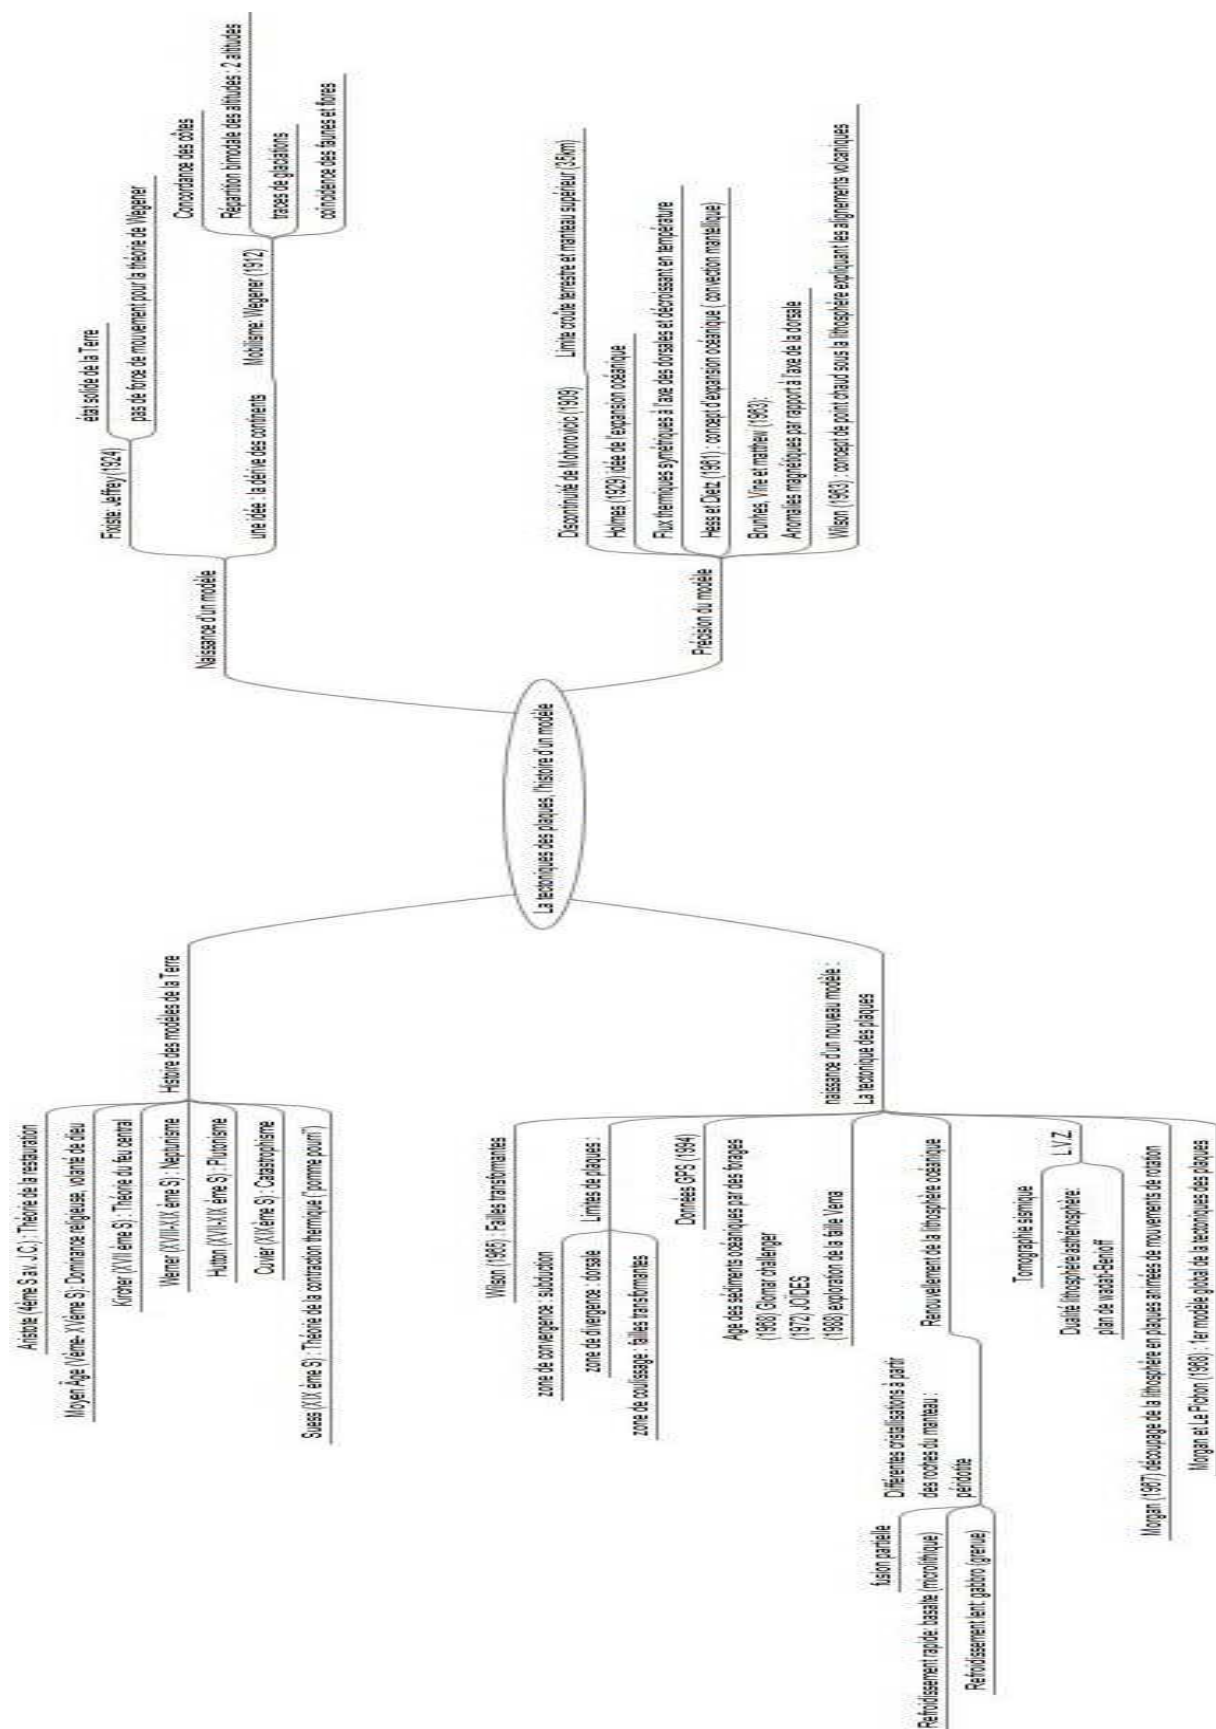 La tectoniques des plaques, l'histoire d'un modèle
Histoire des modèles de la Terre
Aristote (4ème S av. J.C.) : Théorie de la restauration
Moyen Âge (Vème- XVème S) : Dominance religieuse, volonté de dieu
Kircher (XVII ème S) : Théorie du feu central
Werner (XVIII-XIX ème S) : Neptunisme
Hutton (XVII-XIX ème S) : Plutonisme
Cuvier (XIXème S) : Catastrophisme
Suess (XIX ème S) : Théorie de la contraction thermique ("pomme pourri")
Naissance d'un modèle
Fixiste: Jeffrey (1924)
état solide de la Terre
pas de force de mouvement pour la théorie de Wegener
une idée : la dérive des continents
Mobilisme: Wegener (1912)
Concordance des côtes
Répartition bimodale des altitudes : 2 altitudes
traces de glaciations
coïncidence des faunes et flores
Précision du modèle
Discontinuité de Mohorovicic (1909)
Limite croûte terrestre et manteau supérieur (35km)
Holmes (1929) idée de l'expansion océanique
Flux thermiques symétriques à l'axe des dorsales et décroissant en température
Hess et Dietz (1961) : concept d'expansion océanique ( convection mantellique)
Brunhes, Vine et matthew (1963):
Anomalies magnétiques par rapport à l'axe de la dorsale
Wilson (1963) : concept de point chaud sous la lithosphère expliquant les alignements volcaniques
naissance d'un nouveau modèle :
La tectonique des plaques
Wilson (1965) : Failles transformantes
Limites de plaques :
zone de convergence : subduction
zone de divergence : dorsale
zone de coulissage : failles transformantes
Données GPS (1994)
Age des sédiments océaniques par des forages
(1968) Glomar challenger
(1972) JOÏDES
(1988) exploration de la faille Vema
Renouvellement de la lithosphère océanique
Différentes cristallisations à partir
des roches du manteau :
péridotite
fusion partielle
Refroidissement rapide: basalte (microlithique)
Refroidissement lent: gabbro (grenue)
L.V.Z.
Tomographie sismique
Dualité lithosphère/asthénosphère:
plan de wadati-Benioff
Morgan (1967) découpage de la lithosphère en plaques animées de mouvements de rotation
Morgan et Le Pichon (1968) : 1er modèle global de la tectoniques des plaques